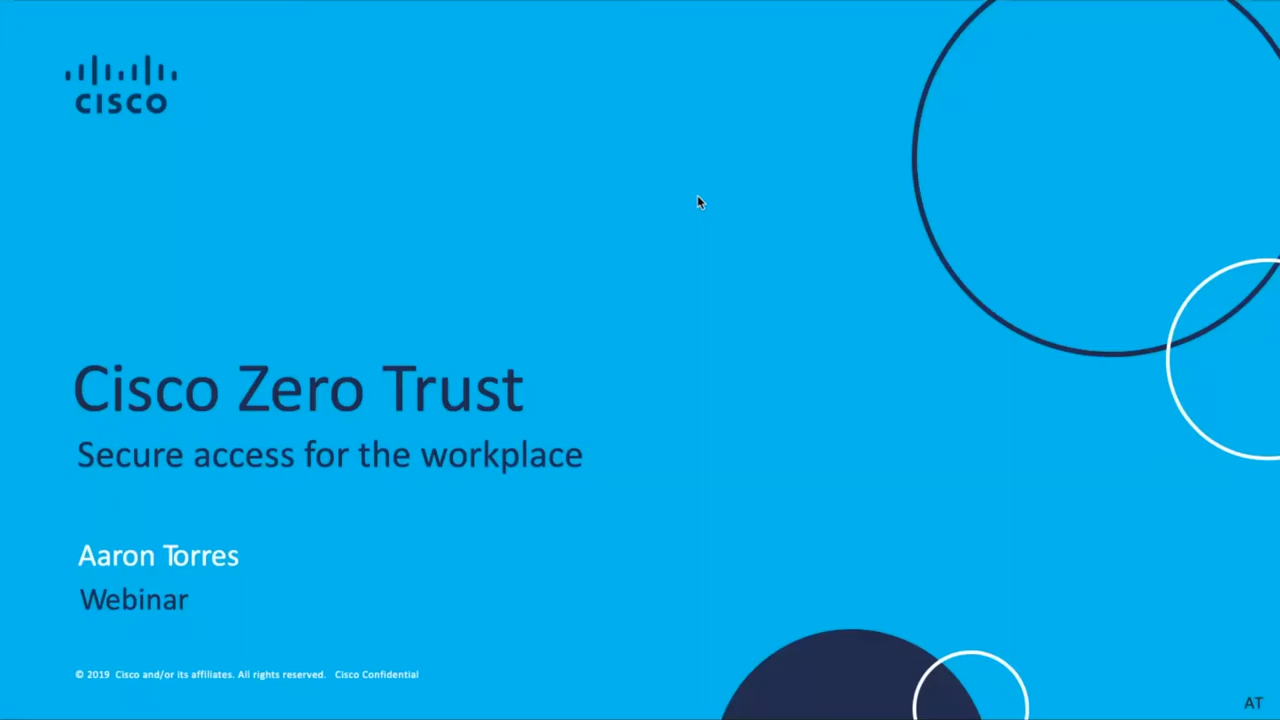 CISCO
Cisco Zero Trust
Secure access for the workplace
Aaron Torres
Webinar
© 2019 Cisco and/or its affiliates. All rights reserved. Cisco Confidential
AT